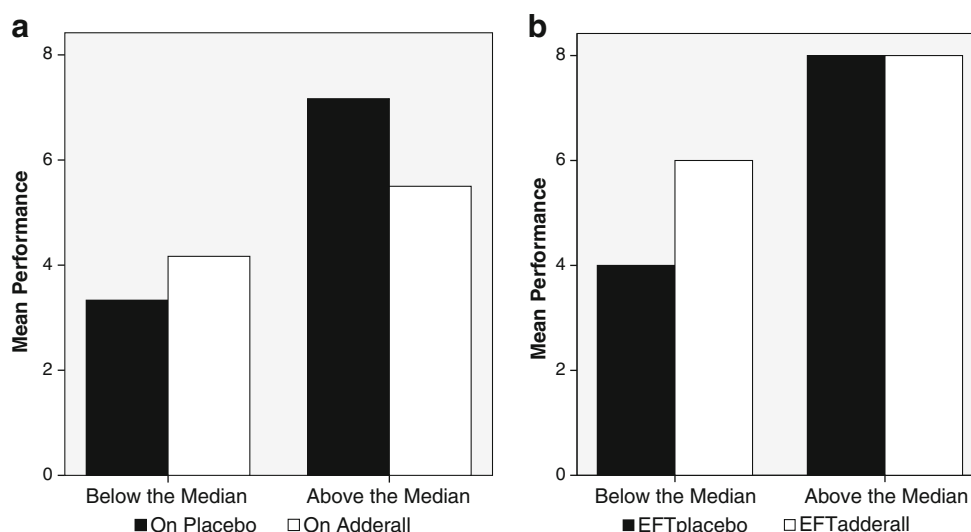 a
8
6
4
2
0
Mean Performance
Below the Median Above the Median
On Placebo On Adderall
b
8
6
4
2
0
Mean Performance
Below the Median Above the Median
EFTplacebo EFTadderall